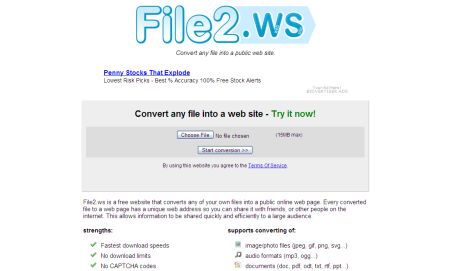 File2.ws
Convert any file into a public web site.
Penny Stocks That Explode
Lowest Risk Picks - Best % Accuracy 100% Free Stock Alerts
Your Ad Here!
Convert any file into a web site - Try it now!
Choose File No file chosen (15MB max)
Start conversion >>
By using this website you agree to the Terms Of Service.
File2.ws is a free website that converts any of your own files into a public online web page. Every converted
file to a web page has a unique web address so you can share it with friends, or other people on the
internet. This allows information to be shared quickly and efficiently to a large audience
strengths:
supports converting of:
Fastest download speeds
image/photo files (jpeg, gif, png, svg...)
No download limits
audio formats (mp3, ogg...)
No CAPTCHA codes
documents (doc, pdf, odt, txt, rtf, ppt...)